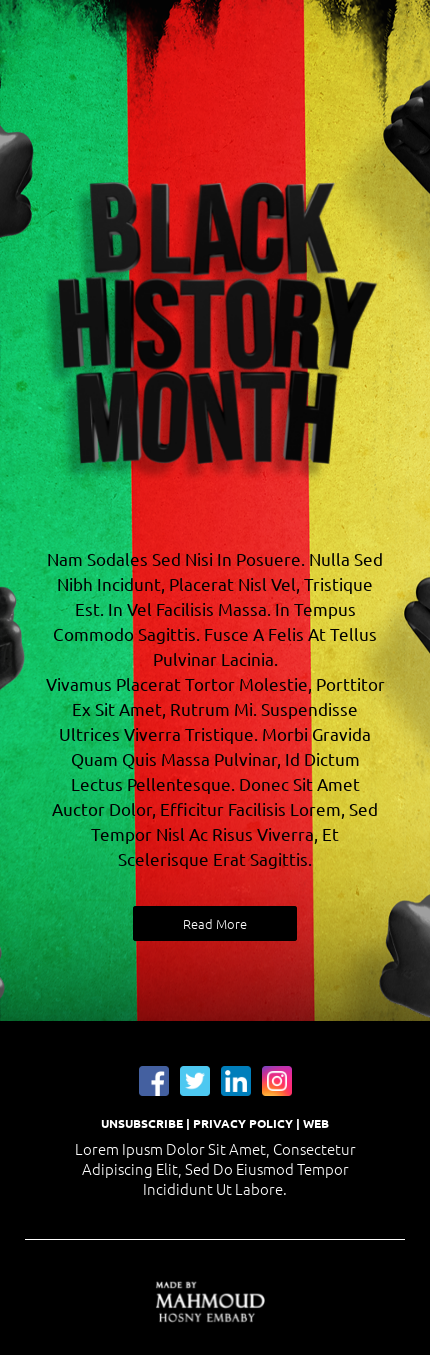 BLACK
HISTORY
MONTH
Nam Sodales Sed Nisi In Posuere. Nulla Sed
Nibh Incidunt, Placerat Nisl Vel, Tristique
Est. In Vel Facilisis Massa. In Tempus
Commodo Sagittis. Fusce A Felis At Tellus
Pulvinar Lacinia.
Vivamus Placerat Tortor Molestie, Porttitor
Ex Sit Amet, Rutrum Mi. Suspendisse
Ultrices Viverra Tristique. Morbi Gravida
Quam Quis Massa Pulvinar, Id Dictum
Lectus Pellentesque. Donec Sit Amet
Auctor Dolor, Efficitur Facilisis Lorem, Sed
Tempor Nisl Ac Risus Viverra, Et
Scelerisque Erat Sagittis.
Read More
UNSUBSCRIBE | PRIVACY POLICY | WEB
Lorem Ipusm Dolor Sit Amet, Consectetur
Adipiscing Elit, Sed Do Eiusmod Tempor
Incididunt Ut Labore.
MADE BY
MAHMOUD
HOSNY EMBABY